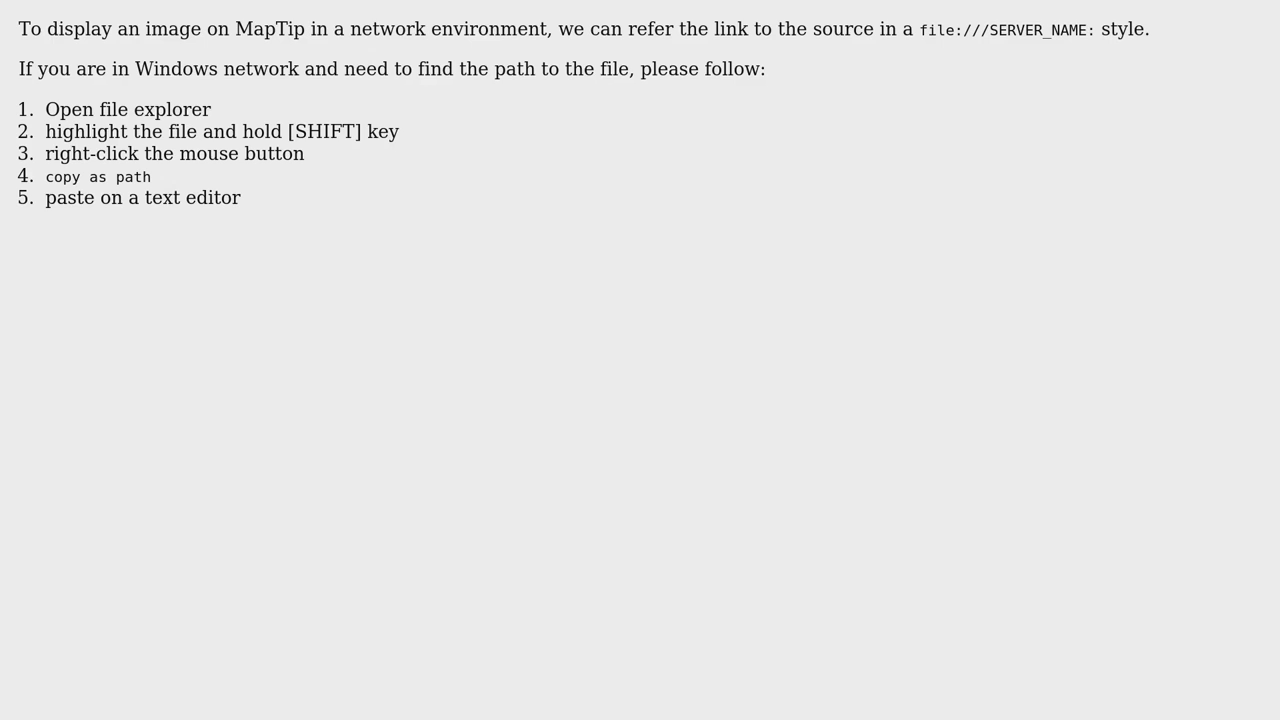 To display an image on MapTip in a network environment, we can refer the link to the source in a file:///SERVER_NAME: style.
If you are in Windows network and need to find the path to the file, please follow:
1. Open file explorer
2. highlight the file and hold [SHIFT] key
3. right-click the mouse button
4. copy as path
5. paste on a text editor